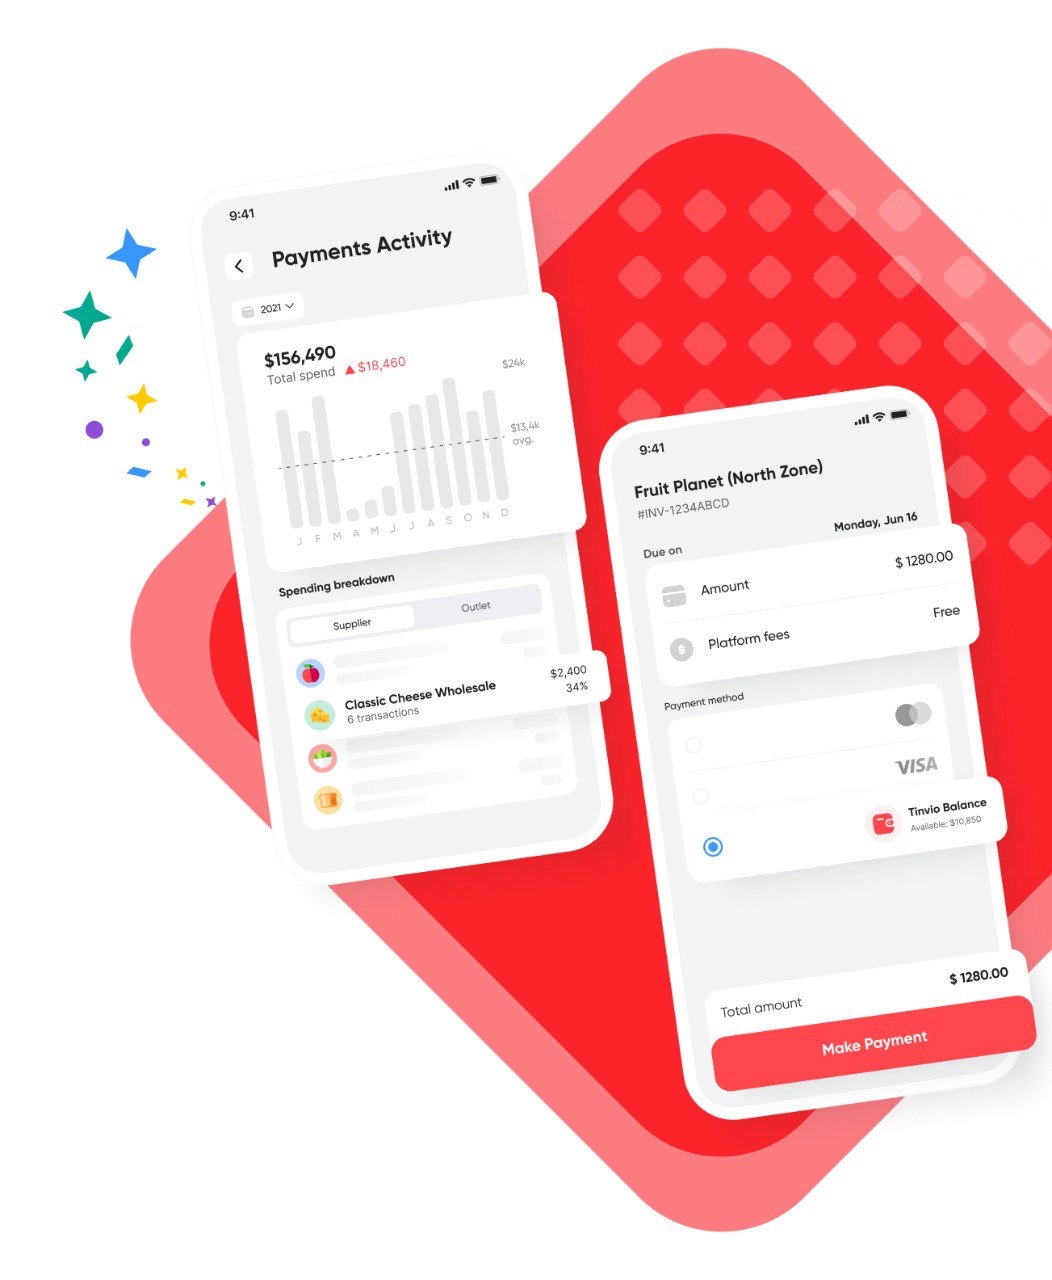 9:41
Payments Activity
2021
$156,490
Total spend ▲ $18,460
$24k
$13,4k
avg.
J F M A M J J A S O N D
Spending breakdown
Supplier Outlet
Classic Cheese Wholesale $2,400
6 transactions 34%
9:41
Fruit Planet (North Zone)
#INV-1234ABCD
Due on Monday, Jun 16
Amount $ 1280.00
$ Platform fees Free
Payment method
VISA
Tinvio Balance
Available: $10,850
Total amount $ 1280.00
Make Payment